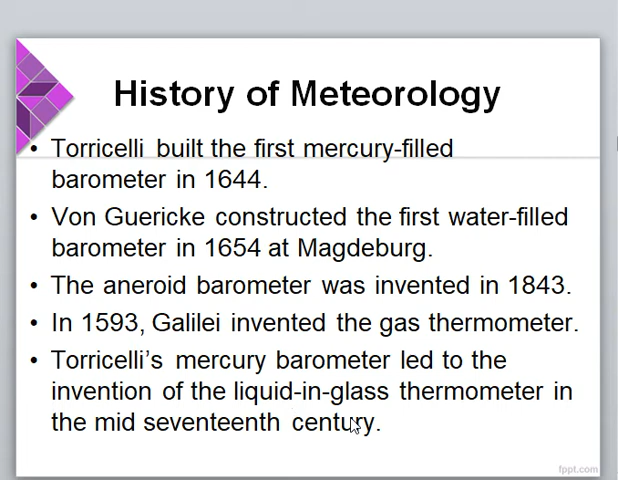 History of Meteorology
• Torricelli built the first mercury-filled
barometer in 1644.
• Von Guericke constructed the first water-filled
barometer in 1654 at Magdeburg.
• The aneroid barometer was invented in 1843.
• In 1593, Galilei invented the gas thermometer.
• Torricelli's mercury barometer led to the
invention of the liquid-in-glass thermometer in
the mid seventeenth century.
fppt.com